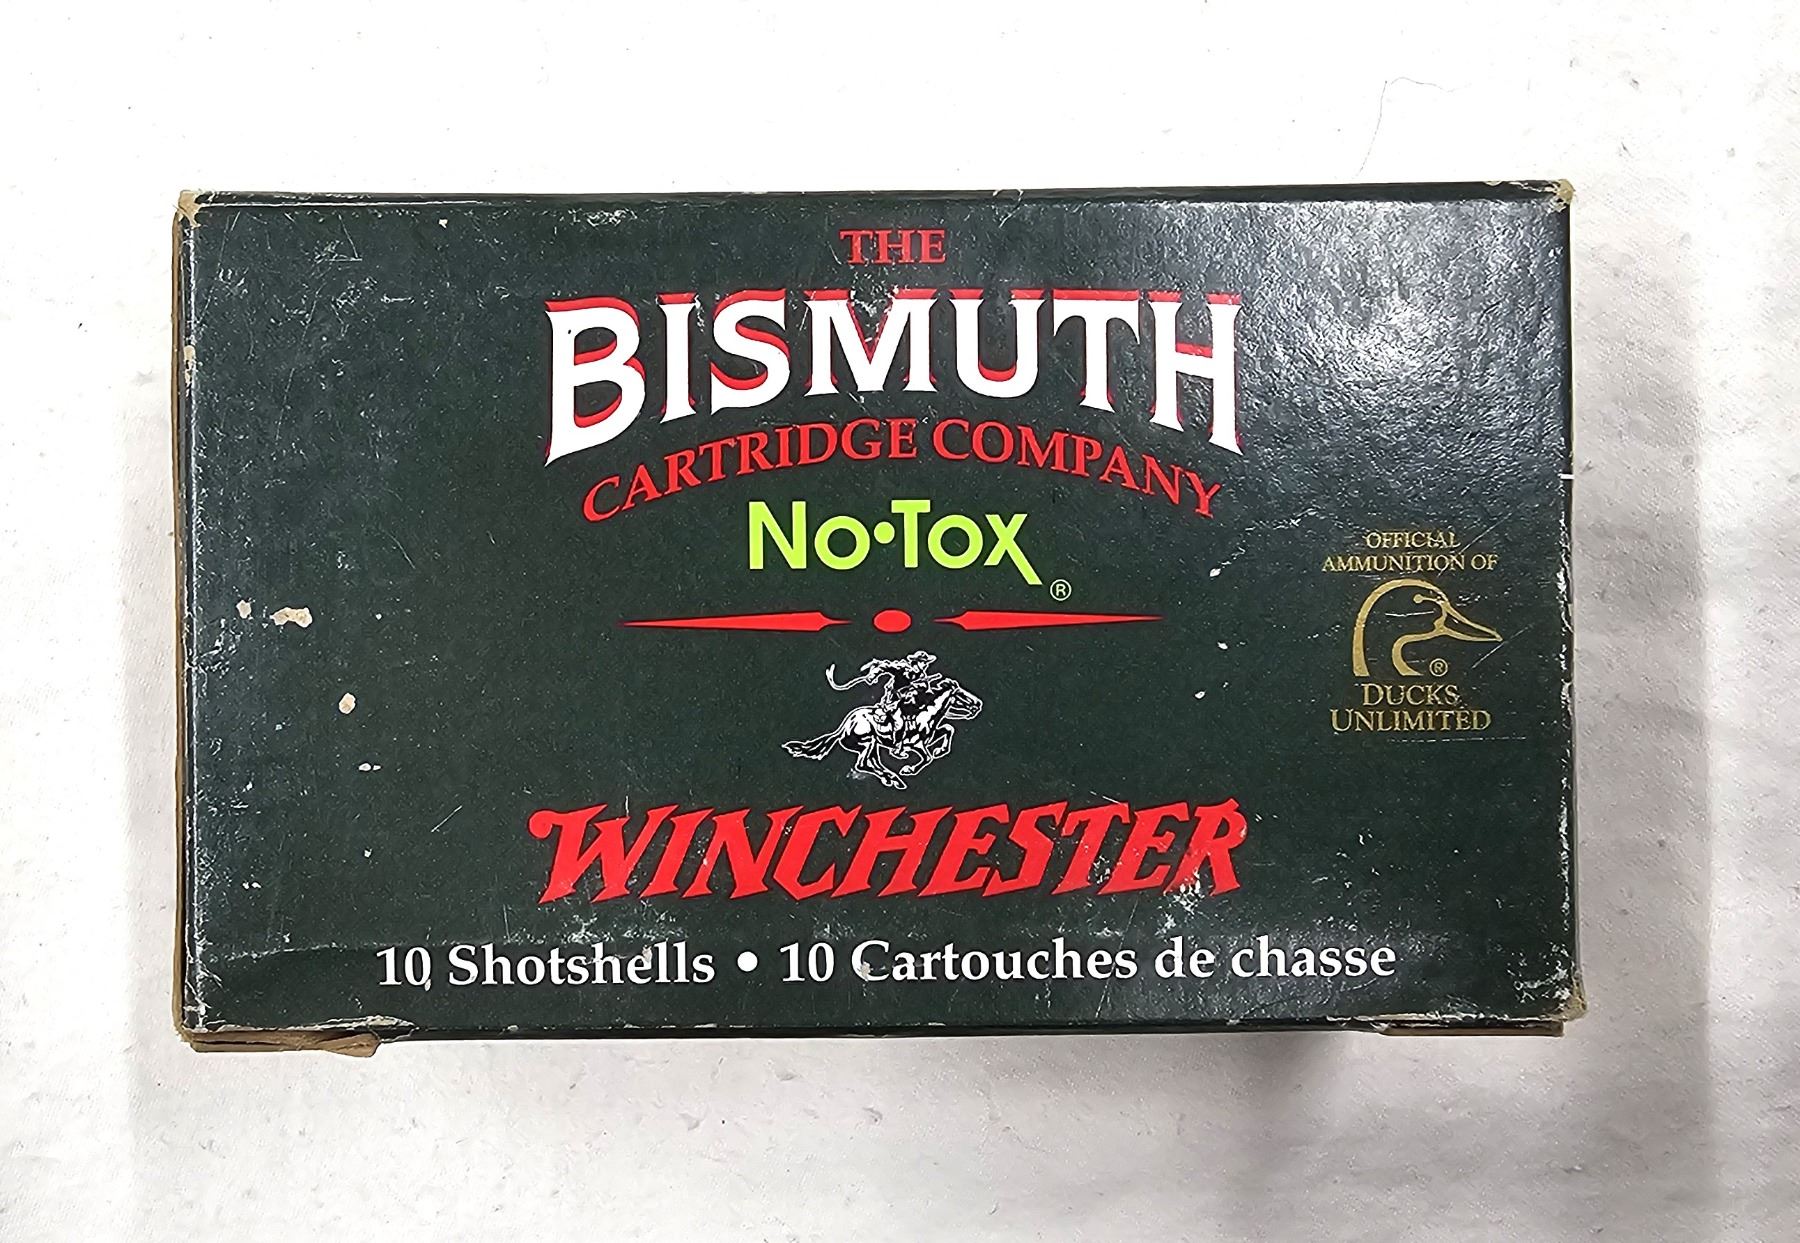 THE
BISMUTH
CARTRIDGE COMPANY
No•Tox®
OFFICIAL
AMMUNITION OF
®
DUCKS
UNLIMITED
WINCHESTER
10 Shotshells • 10 Cartouches de chasse